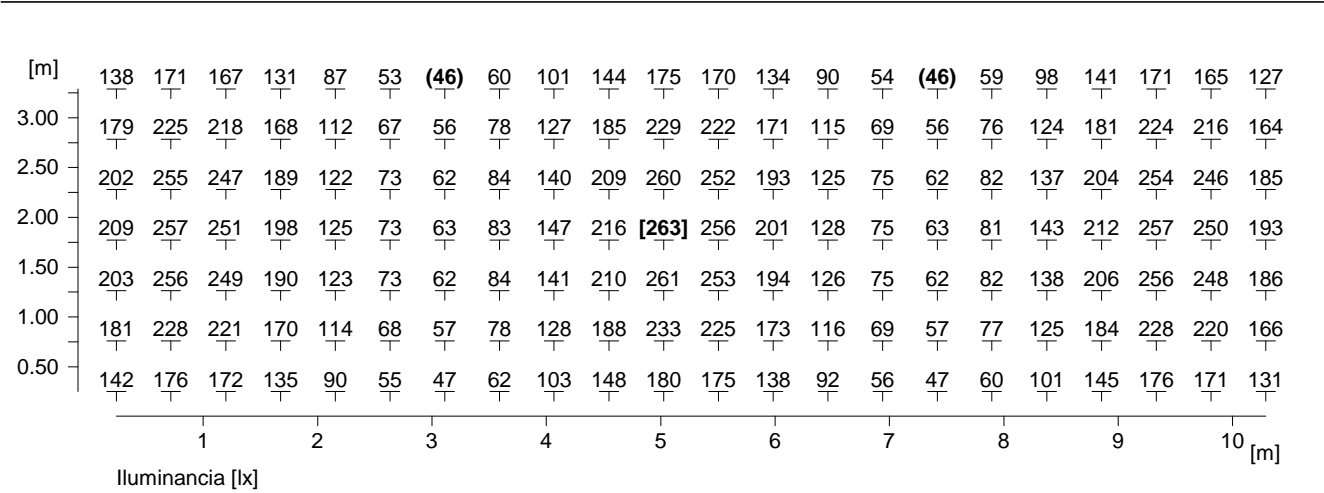 [m] 138 171 167 131 87 53 (46) 60 101 144 175 170 134 90 54 (46) 59 98 141 171 165 127
3.00 179 225 218 168 112 67 56 78 127 185 229 222 171 115 69 56 76 124 181 224 216 164
2.50 202 255 247 189 122 73 62 84 140 209 260 252 193 125 75 62 82 137 204 254 246 185
2.00 209 257 251 198 125 73 63 83 147 216 [263] 256 201 128 75 63 81 143 212 257 250 193
1.50 203 256 249 190 123 73 62 84 141 210 261 253 194 126 75 62 82 138 206 256 248 186
1.00 181 228 221 170 114 68 57 78 128 188 233 225 173 116 69 57 77 125 184 228 220 166
0.50 142 176 172 135 90 55 47 62 103 148 180 175 138 92 56 47 60 101 145 176 171 131
1 2 3 4 5 6 7 8 9 10 [m]
Iluminancia [lx]